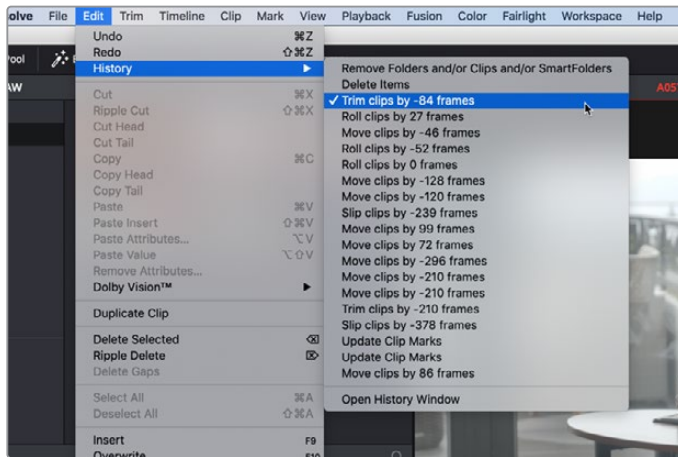 olve File Edit Trim Timeline Clip Mark View Playback Fusion Color Fairlight Workspace Help
Undo ⌘Z
Redo ⇧⌘Z
History ▶
Cut ⌘X
Ripple Cut ⇧⌘X
Cut Head
Cut Tail
Copy ⌘C
Copy Head
Copy Tail
Paste ⌘V
Paste Insert ⇧⌘V
Paste Attributes... ⌥V
Paste Value ⌥⇧V
Remove Attributes...
Dolby Vision™ ▶
Duplicate Clip
Delete Selected ⌫
Ripple Delete ⌦
Delete Gaps
Select All ⌘A
Deselect All ⇧⌘A
Insert F9
Overwrite F10
Remove Folders and/or Clips and/or SmartFolders
Delete Items
✓ Trim clips by -84 frames
Roll clips by 27 frames
Move clips by -46 frames
Roll clips by -52 frames
Roll clips by 0 frames
Move clips by -128 frames
Move clips by -120 frames
Slip clips by -239 frames
Move clips by 99 frames
Move clips by 72 frames
Move clips by -296 frames
Move clips by -210 frames
Move clips by -210 frames
Trim clips by -210 frames
Slip clips by -378 frames
Update Clip Marks
Update Clip Marks
Move clips by 86 frames
Open History Window
ool
AW
A05